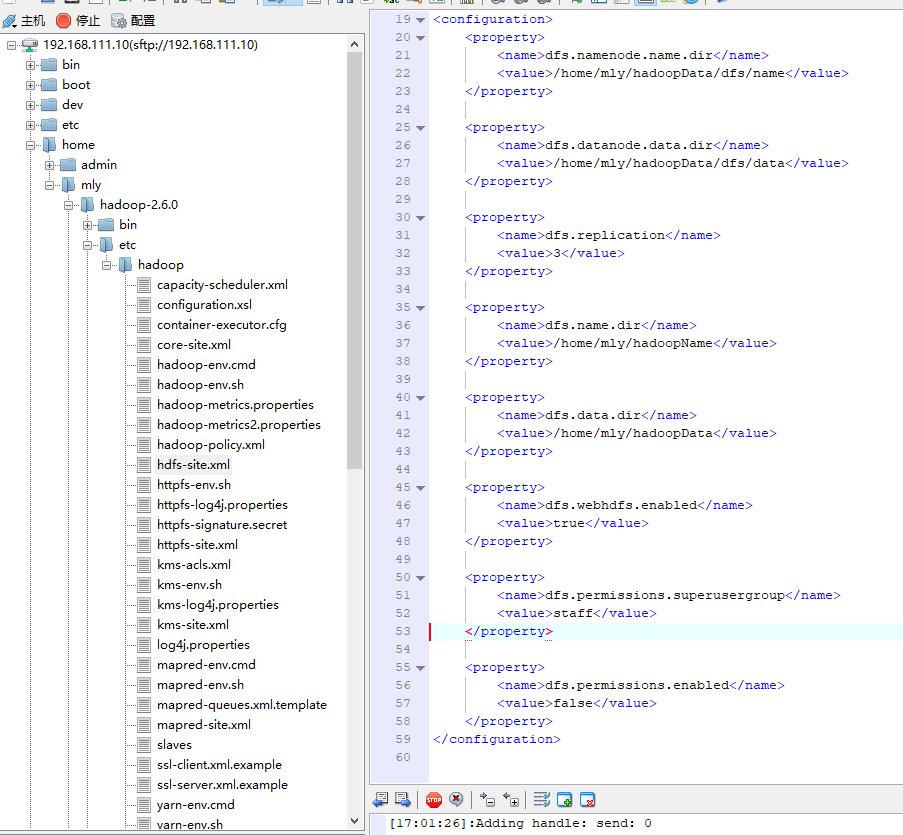 主机 停止 配置
192.168.111.10(sftp://192.168.111.10)
bin
boot
dev
etc
home
admin
mly
hadoop-2.6.0
bin
etc
hadoop
capacity-scheduler.xml
configuration.xsl
container-executor.cfg
core-site.xml
hadoop-env.cmd
hadoop-env.sh
hadoop-metrics.properties
hadoop-metrics2.properties
hadoop-policy.xml
hdfs-site.xml
httpfs-env.sh
httpfs-log4j.properties
httpfs-signature.secret
httpfs-site.xml
kms-acls.xml
kms-env.sh
kms-log4j.properties
kms-site.xml
log4j.properties
mapred-env.cmd
mapred-env.sh
mapred-queues.xml.template
mapred-site.xml
slaves
ssl-client.xml.example
ssl-server.xml.example
yarn-env.cmd
yarn-env.sh
19 <configuration>
20 <property>
21 <name>dfs.namenode.name.dir</name>
22 <value>/home/mly/hadoopData/dfs/name</value>
23 </property>
24
25 <property>
26 <name>dfs.datanode.data.dir</name>
27 <value>/home/mly/hadoopData/dfs/data</value>
28 </property>
29
30 <property>
31 <name>dfs.replication</name>
32 <value>3</value>
33 </property>
34
35 <property>
36 <name>dfs.name.dir</name>
37 <value>/home/mly/hadoopName</value>
38 </property>
39
40 <property>
41 <name>dfs.data.dir</name>
42 <value>/home/mly/hadoopData</value>
43 </property>
44
45 <property>
46 <name>dfs.webhdfs.enabled</name>
47 <value>true</value>
48 </property>
49
50 <property>
51 <name>dfs.permissions.superusergroup</name>
52 <value>staff</value>
53 </property>
54
55 <property>
56 <name>dfs.permissions.enabled</name>
57 <value>false</value>
58 </property>
59 </configuration>
60
STOP
[17:01:26]:Adding handle: send: 0